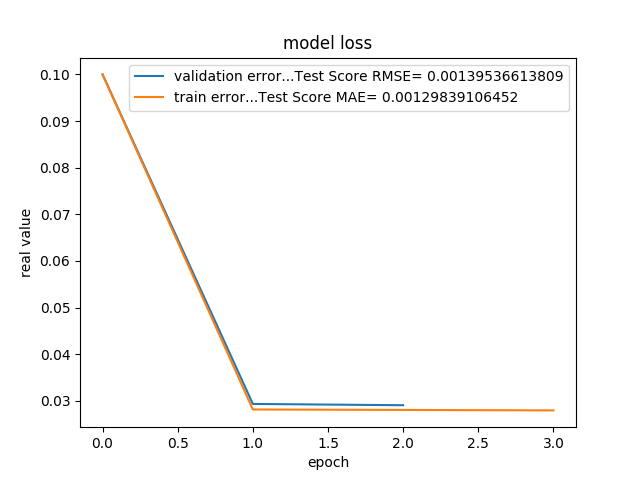 model loss
validation error...Test Score RMSE= 0.00139536613809
train error...Test Score MAE= 0.00129839106452
real value
0.10
0.09
0.08
0.07
0.06
0.05
0.04
0.03
0.0 0.5 1.0 1.5 2.0 2.5 3.0
epoch